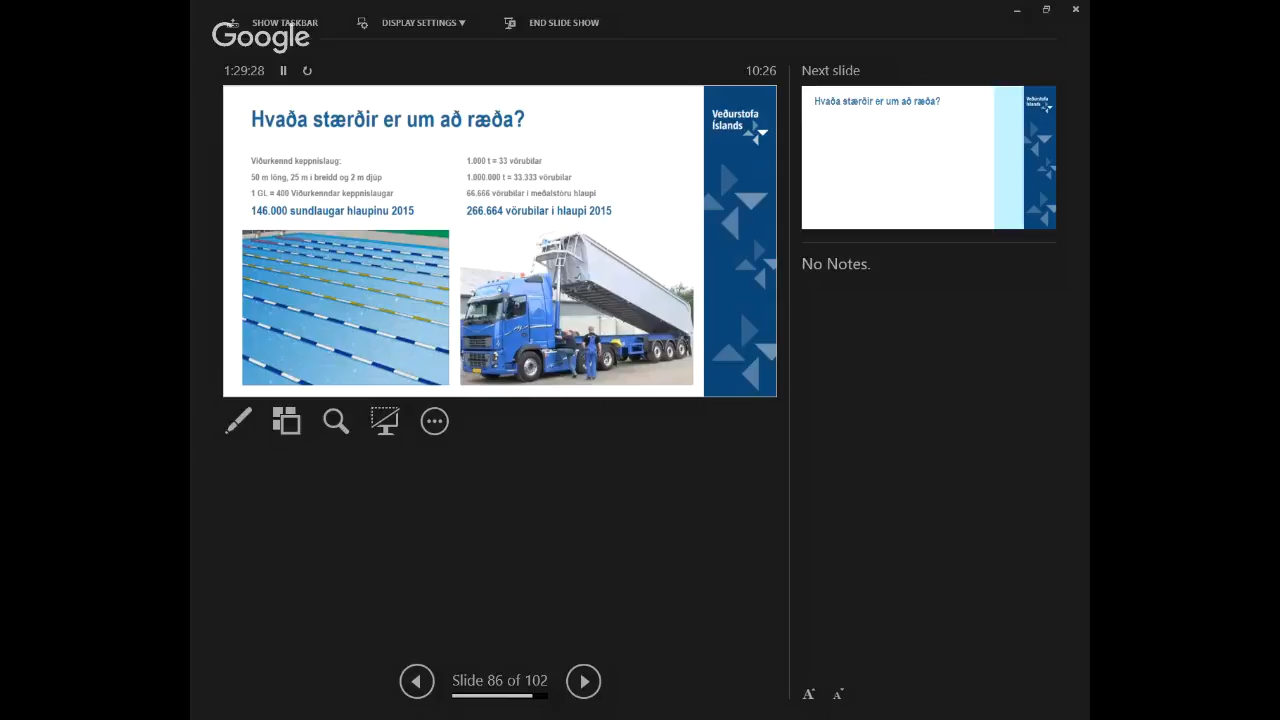 SHOW TASKBAR
DISPLAY SETTINGS ▼
END SLIDE SHOW
Google
1:29:28
10:26
Next slide
Hvaða stærðir er um að ræða?
Veðurstofa
Íslands
Viðurkennd keppnislaug:
50 m löng, 25 m í breidd og 2 m djúp
1 GL = 400 Viðurkenndar keppnislaugar
146.000 sundlaugar hlaupinu 2015
1.000 t = 33 vörubílar
1.000.000 t = 33.333 vörubílar
66.666 vörubílar í meðalstóru hlaupi
266.664 vörubílar í hlaupi 2015
Hvaða stærðir er um að ræða?
Veðurstofa
Íslands
No Notes.
Slide 86 of 102
A
A